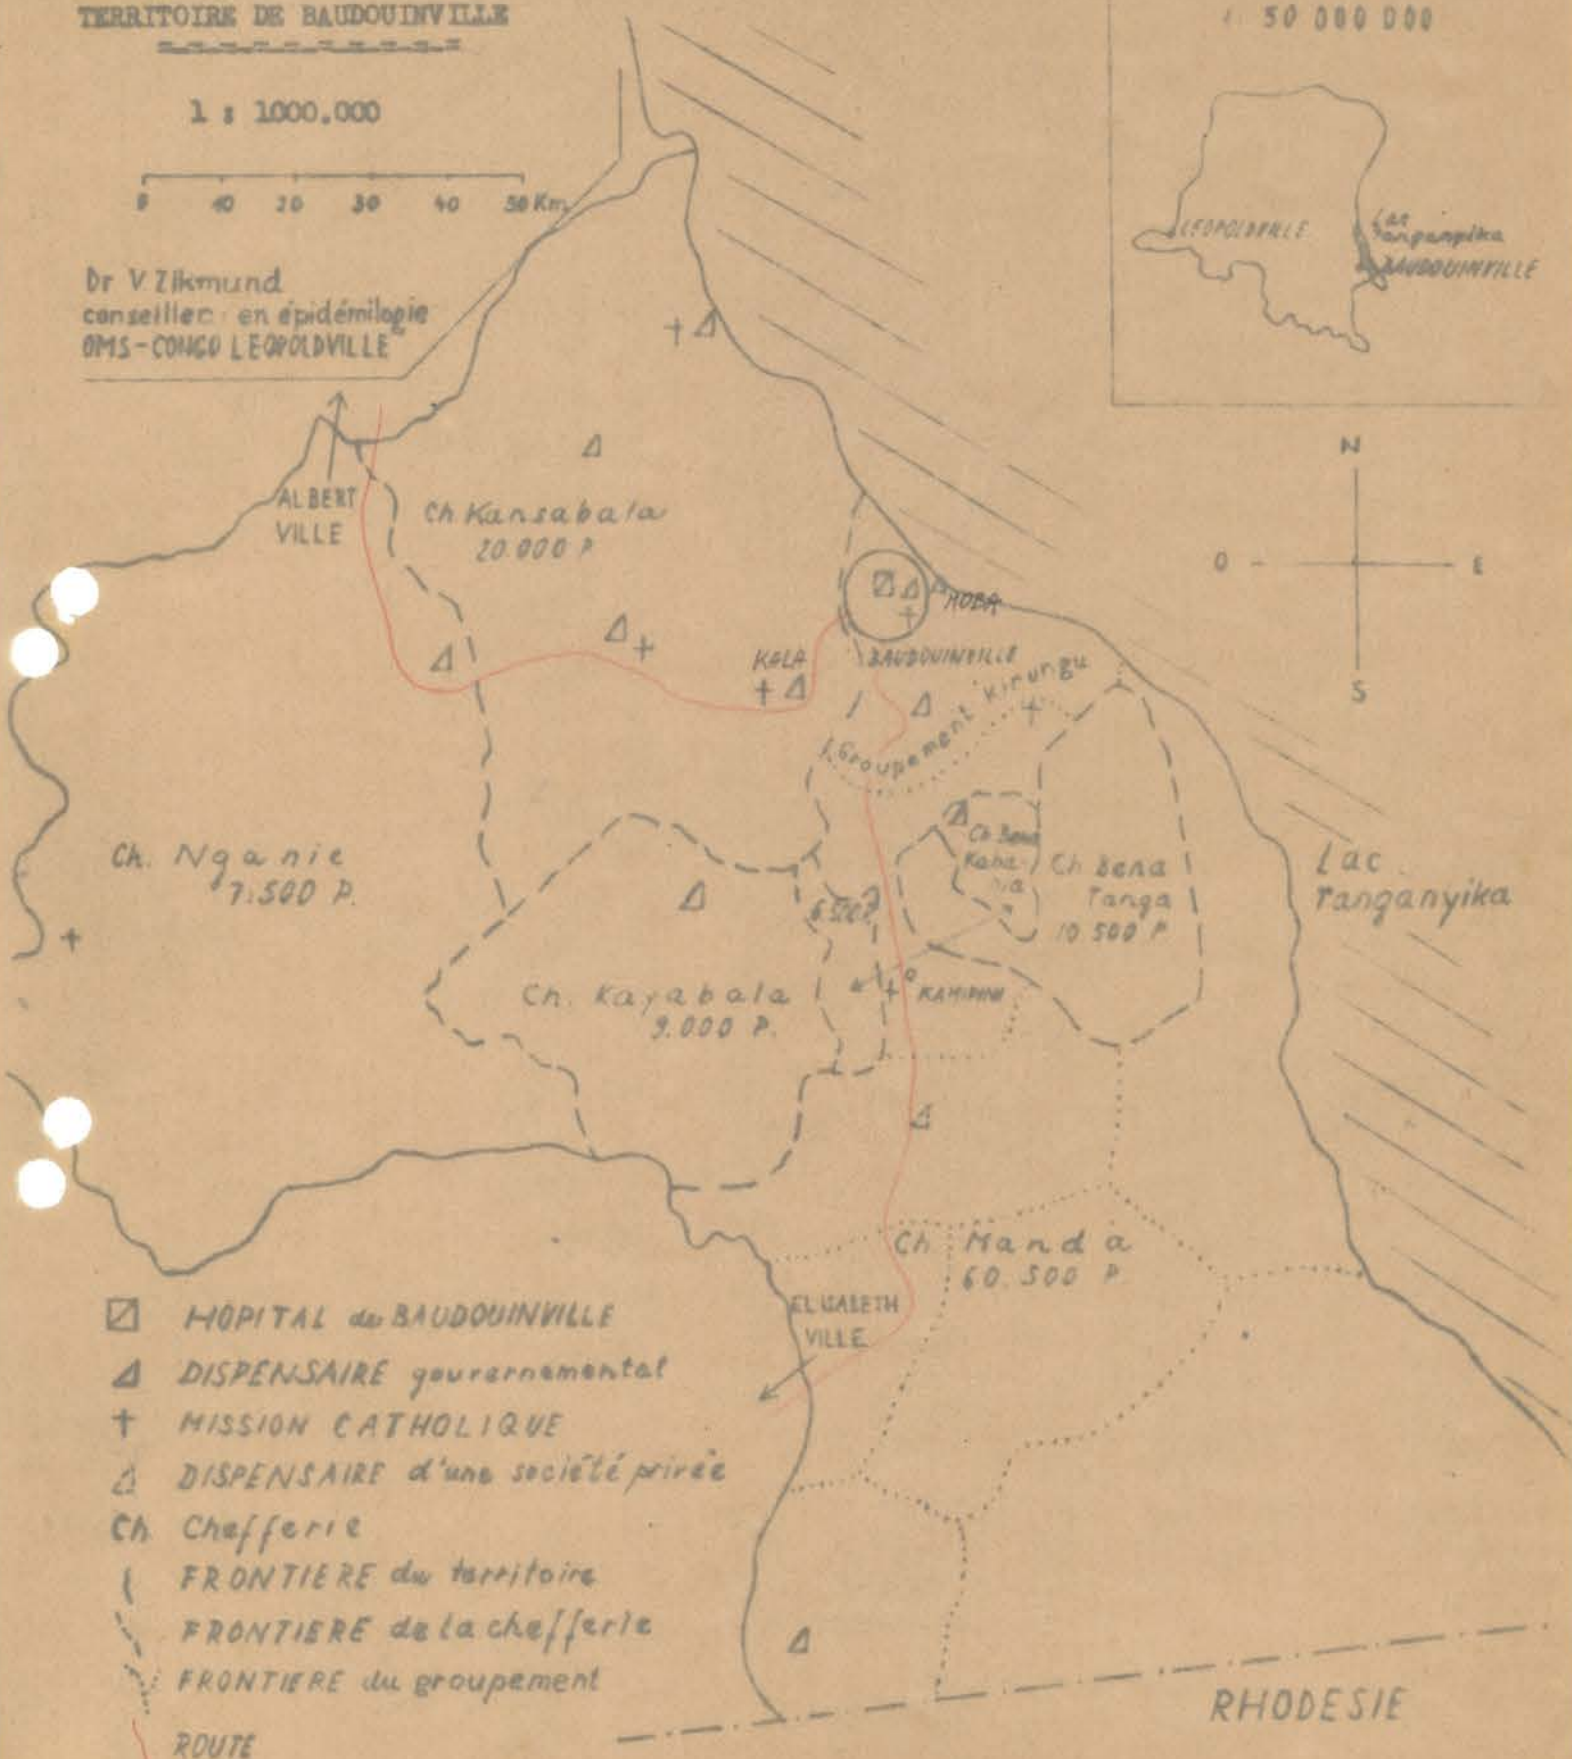 TERRITOIRE DE BAUDOUINVILLE
1 : 1000.000
0 10 20 30 40 50 Km
Dr V Zikmund
conseiller en épidémilogie
OMS-CONGO LEOPOLDVILLE
1: 50 000 000
LEOPOLDVILLE
Lac
Tanganyika
BAUDOUINVILLE
N
O
E
S
ALBERT
VILLE
Ch. Kansabala
20.000 P.
MOBA
KALA
BAUDOUINVILLE
Groupement Kirungu
Ch. Nganie
7.500 P.
Ch. Bena
Tanga
10 500 P
Lac
Tanganyika
Ch. Kayabala
9.000 P.
Ch Manda
60.500 P.
ELISABETH
VILLE
HOPITAL de BAUDOUINVILLE
DISPENSAIRE gouvernemental
† MISSION CATHOLIQUE
DISPENSAIRE d'une société privée
Ch Chefferie
FRONTIERE du territoire
FRONTIERE de la chefferie
FRONTIERE du groupement
ROUTE
RHODESIE